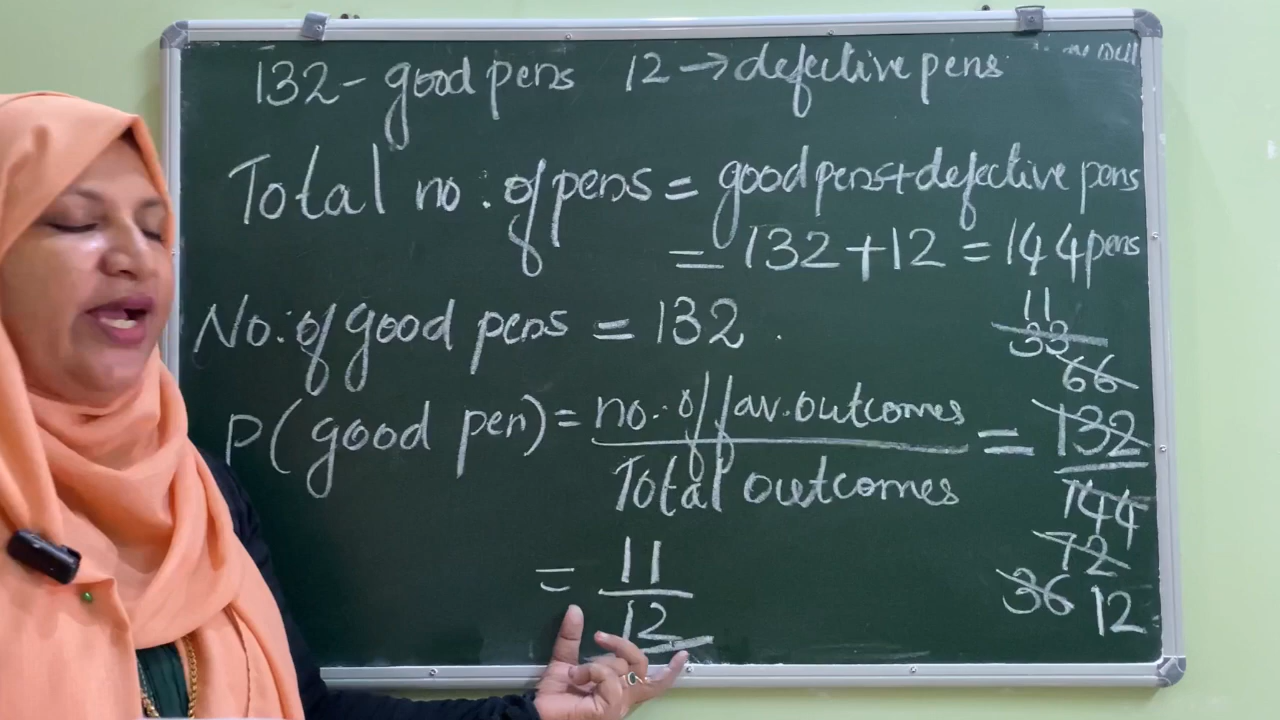 132 - good pens 12 → defective pens
Total no: of pens = good pens + defective pens
= 132 + 12 = 144 pens
No: of good pens = 132.
11
33
66
P(good pen) = no. of fav. outcomes / Total outcomes = 132 / 144
72
36 12
= 11 / 12